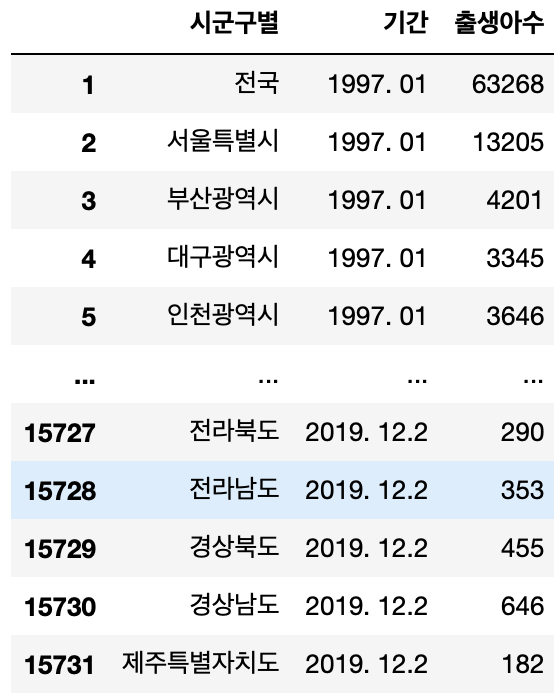 시군구별 기간 출생아수
1 전국 1997. 01 63268
2 서울특별시 1997. 01 13205
3 부산광역시 1997. 01 4201
4 대구광역시 1997. 01 3345
5 인천광역시 1997. 01 3646
... ... ... ...
15727 전라북도 2019. 12.2 290
15728 전라남도 2019. 12.2 353
15729 경상북도 2019. 12.2 455
15730 경상남도 2019. 12.2 646
15731 제주특별자치도 2019. 12.2 182